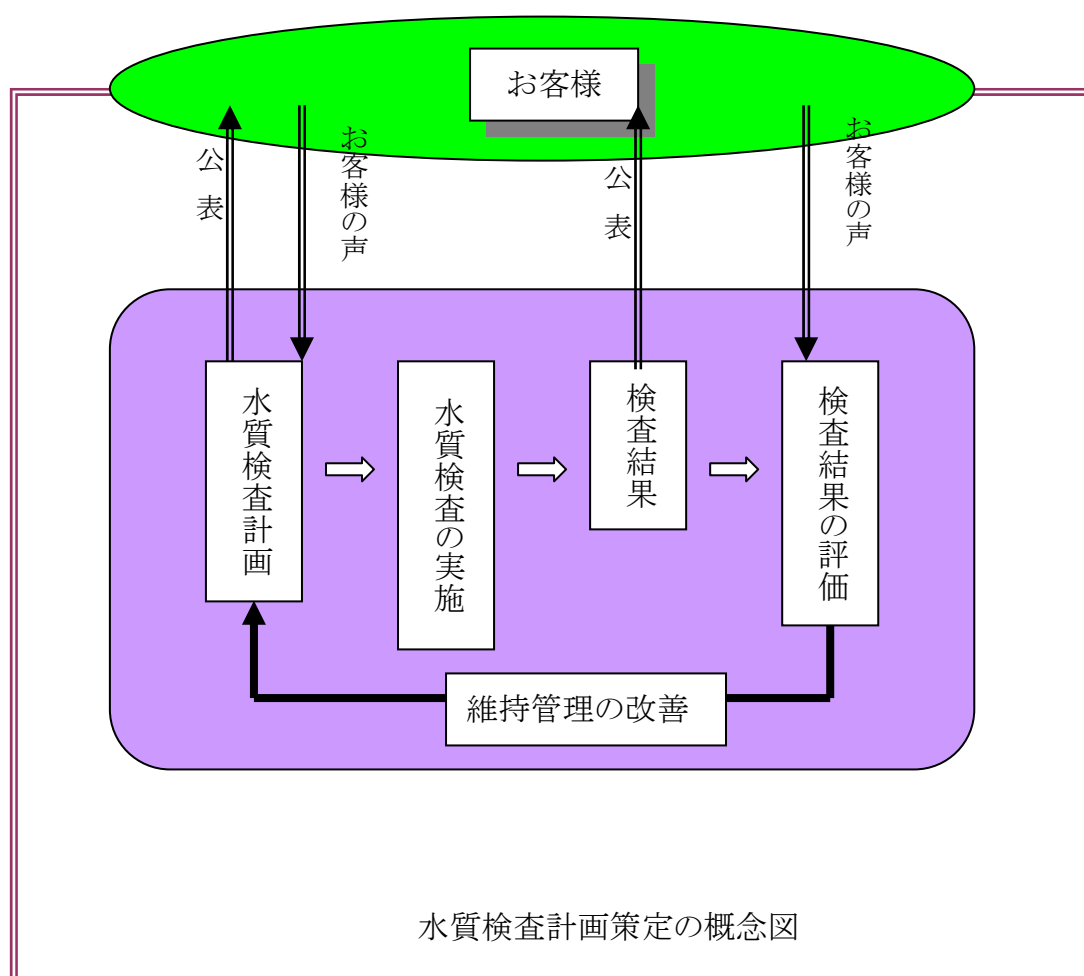 お客様
公表
お客様の声
公表
お客様の声
水質検査計画
水質検査の実施
検査結果
検査結果の評価
維持管理の改善
水質検査計画策定の概念図